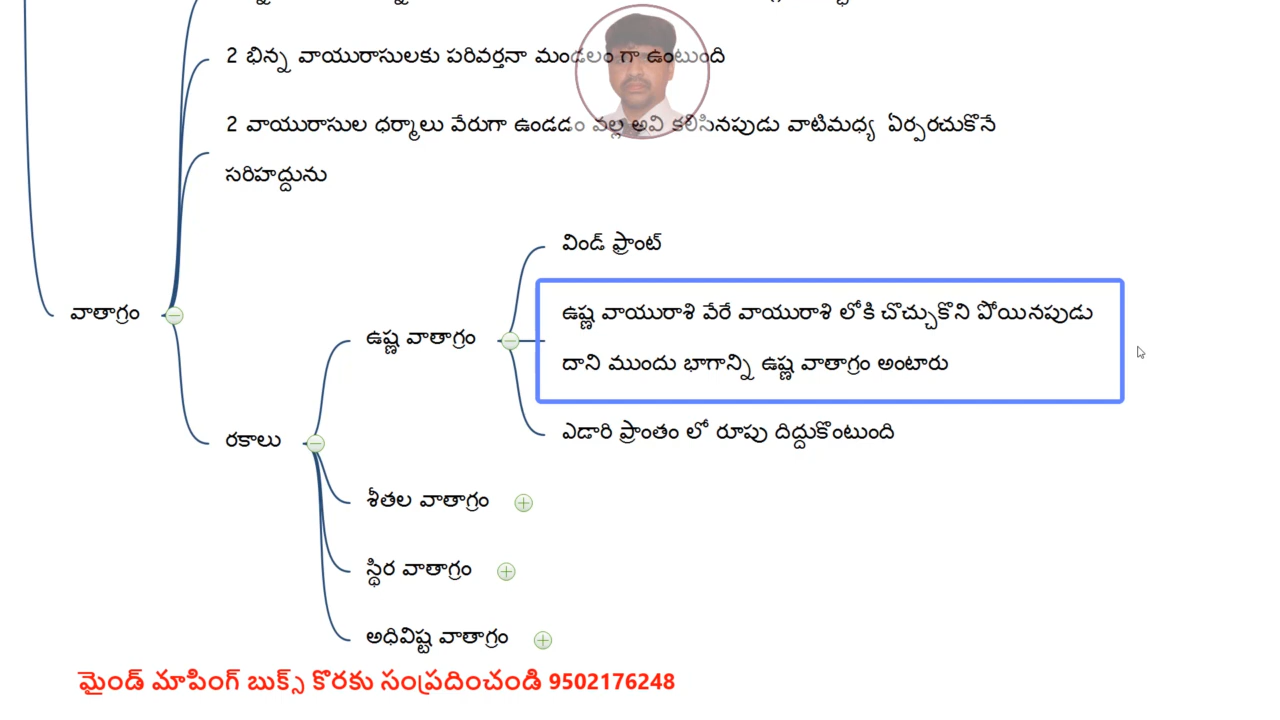 2 భిన్న వాయురాసులకు పరివర్తనా మండలం గా ఉంటుంది
2 వాయురాసుల ధర్మాలు వేరుగా ఉండడం వల్ల అవి కలిసినపుడు వాటిమధ్య ఏర్పరచుకొనే
సరిహద్దును
వాతాగ్రం
రకాలు
ఉష్ణ వాతాగ్రం
విండ్ ఫ్రాంట్
ఉష్ణ వాయురాశి వేరే వాయురాశి లోకి చొచ్చుకొని పోయినపుడు
దాని ముందు భాగాన్ని ఉష్ణ వాతాగ్రం అంటారు
ఎడారి ప్రాంతం లో రూపు దిద్దుకొంటుంది
శీతల వాతాగ్రం
స్థిర వాతాగ్రం
అధివిష్ట వాతాగ్రం
మైండ్ మాపింగ్ బుక్స్ కొరకు సంప్రదించండి 9502176248